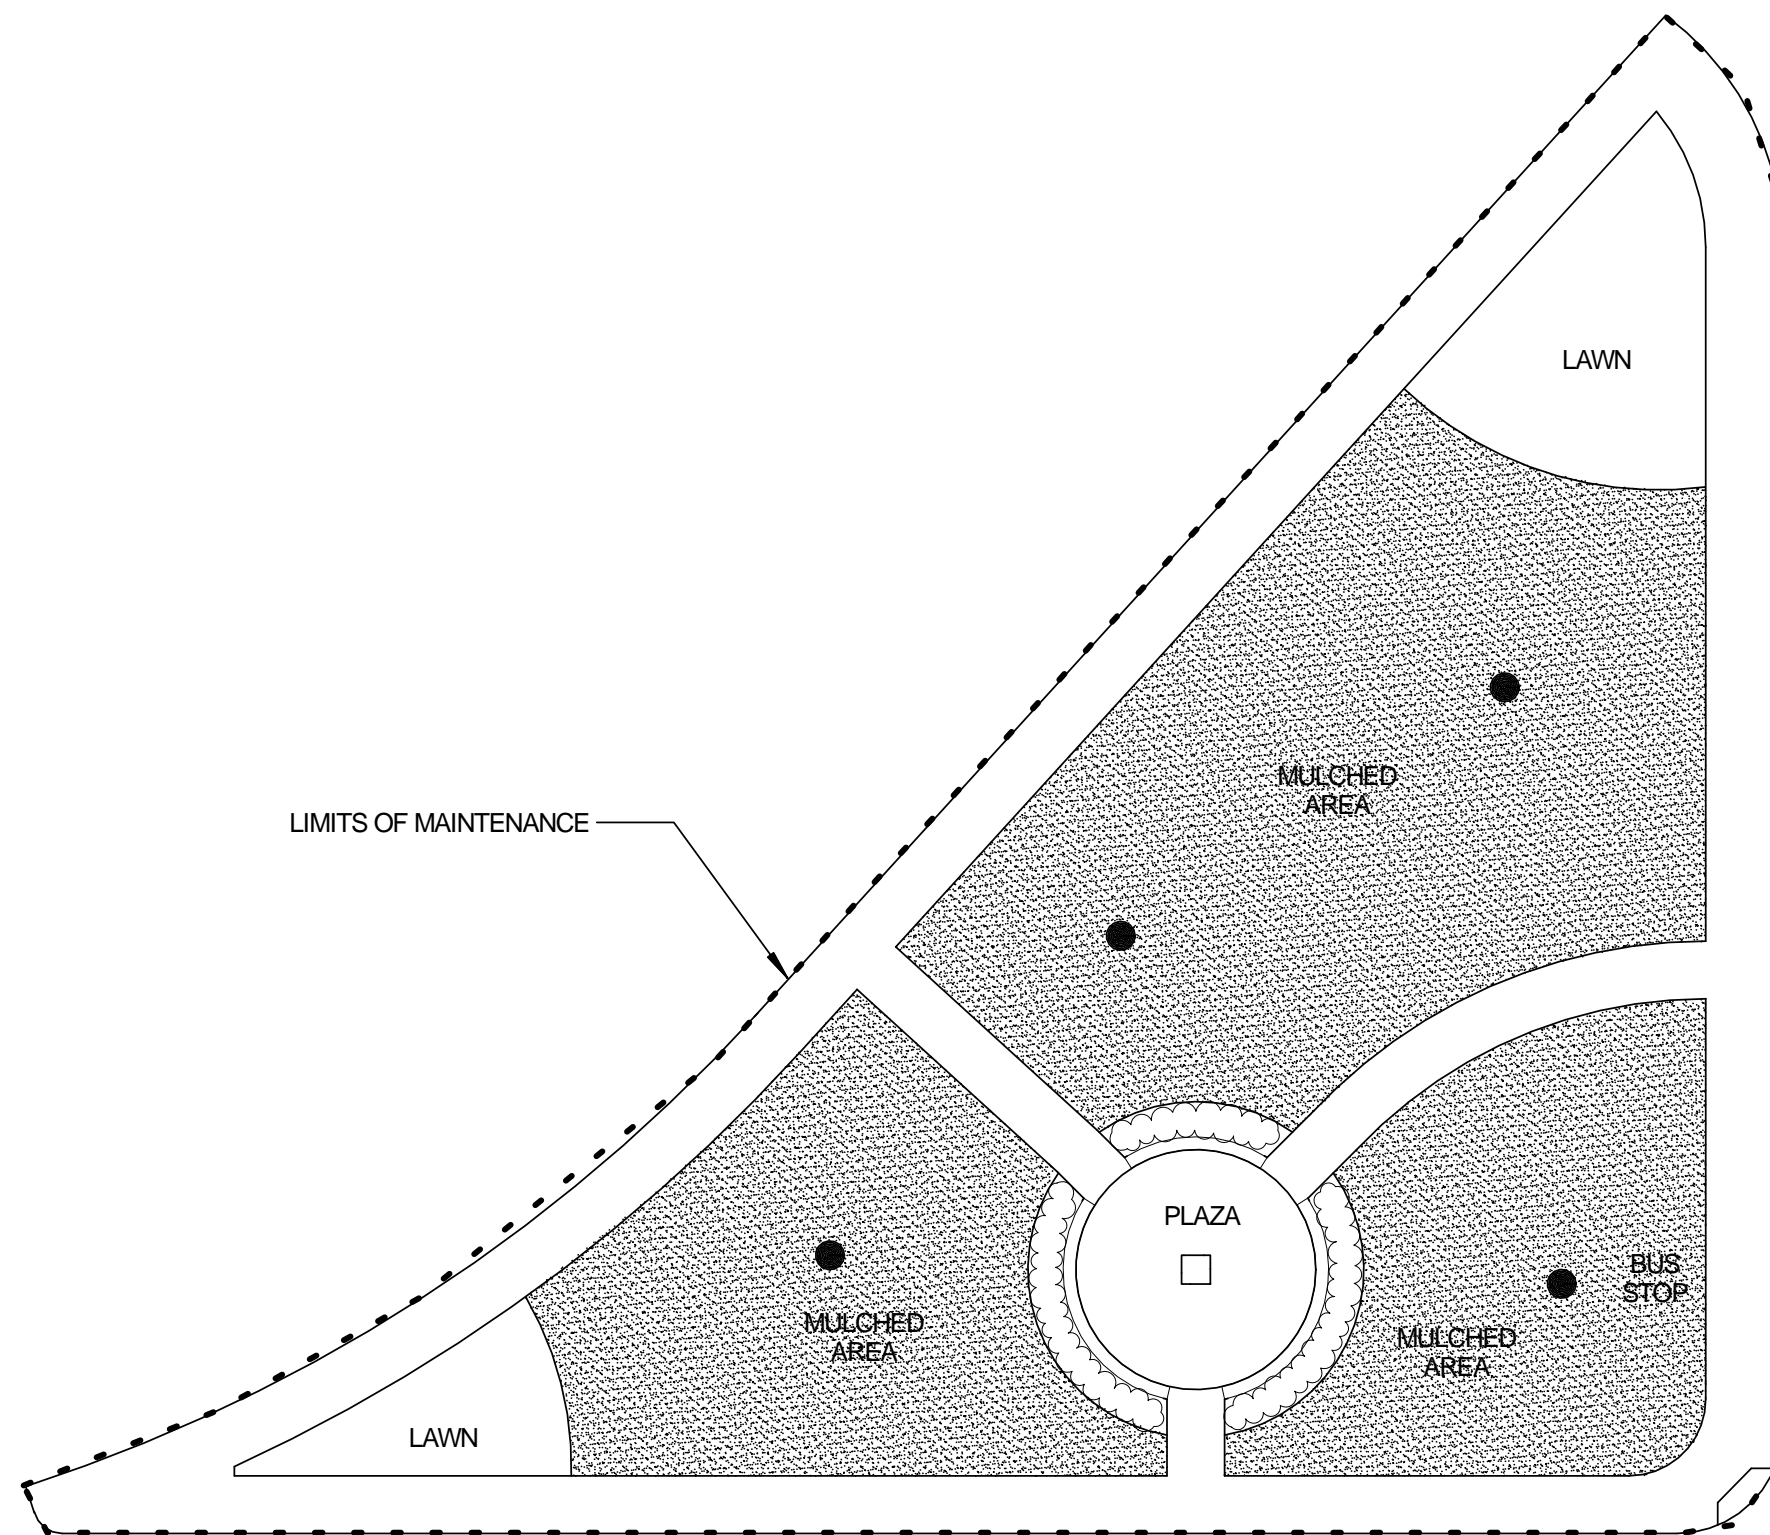 LAWN
MULCHED
AREA
LIMITS OF MAINTENANCE
PLAZA
BUS
STOP
MULCHED
AREA
MULCHED
AREA
LAWN